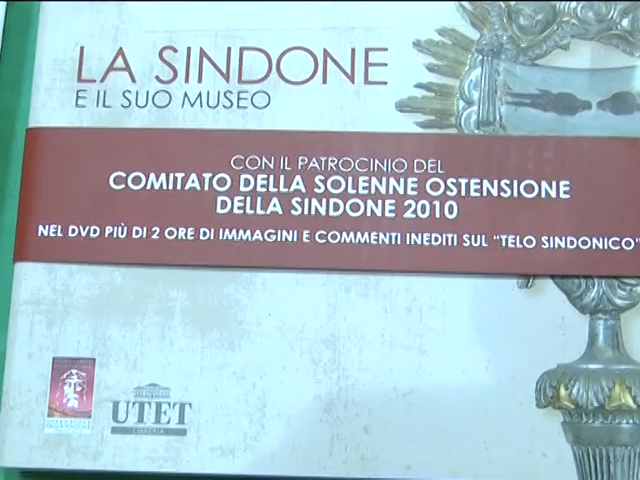 LA SINDONE
E IL SUO MUSEO
CON IL PATROCINIO DEL
COMITATO DELLA SOLENNE OSTENSIONE
DELLA SINDONE 2010
NEL DVD PIÙ DI 2 ORE DI IMMAGINI E COMMENTI INEDITI SUL "TELO SINDONICO"
UTET
LIBRERIA